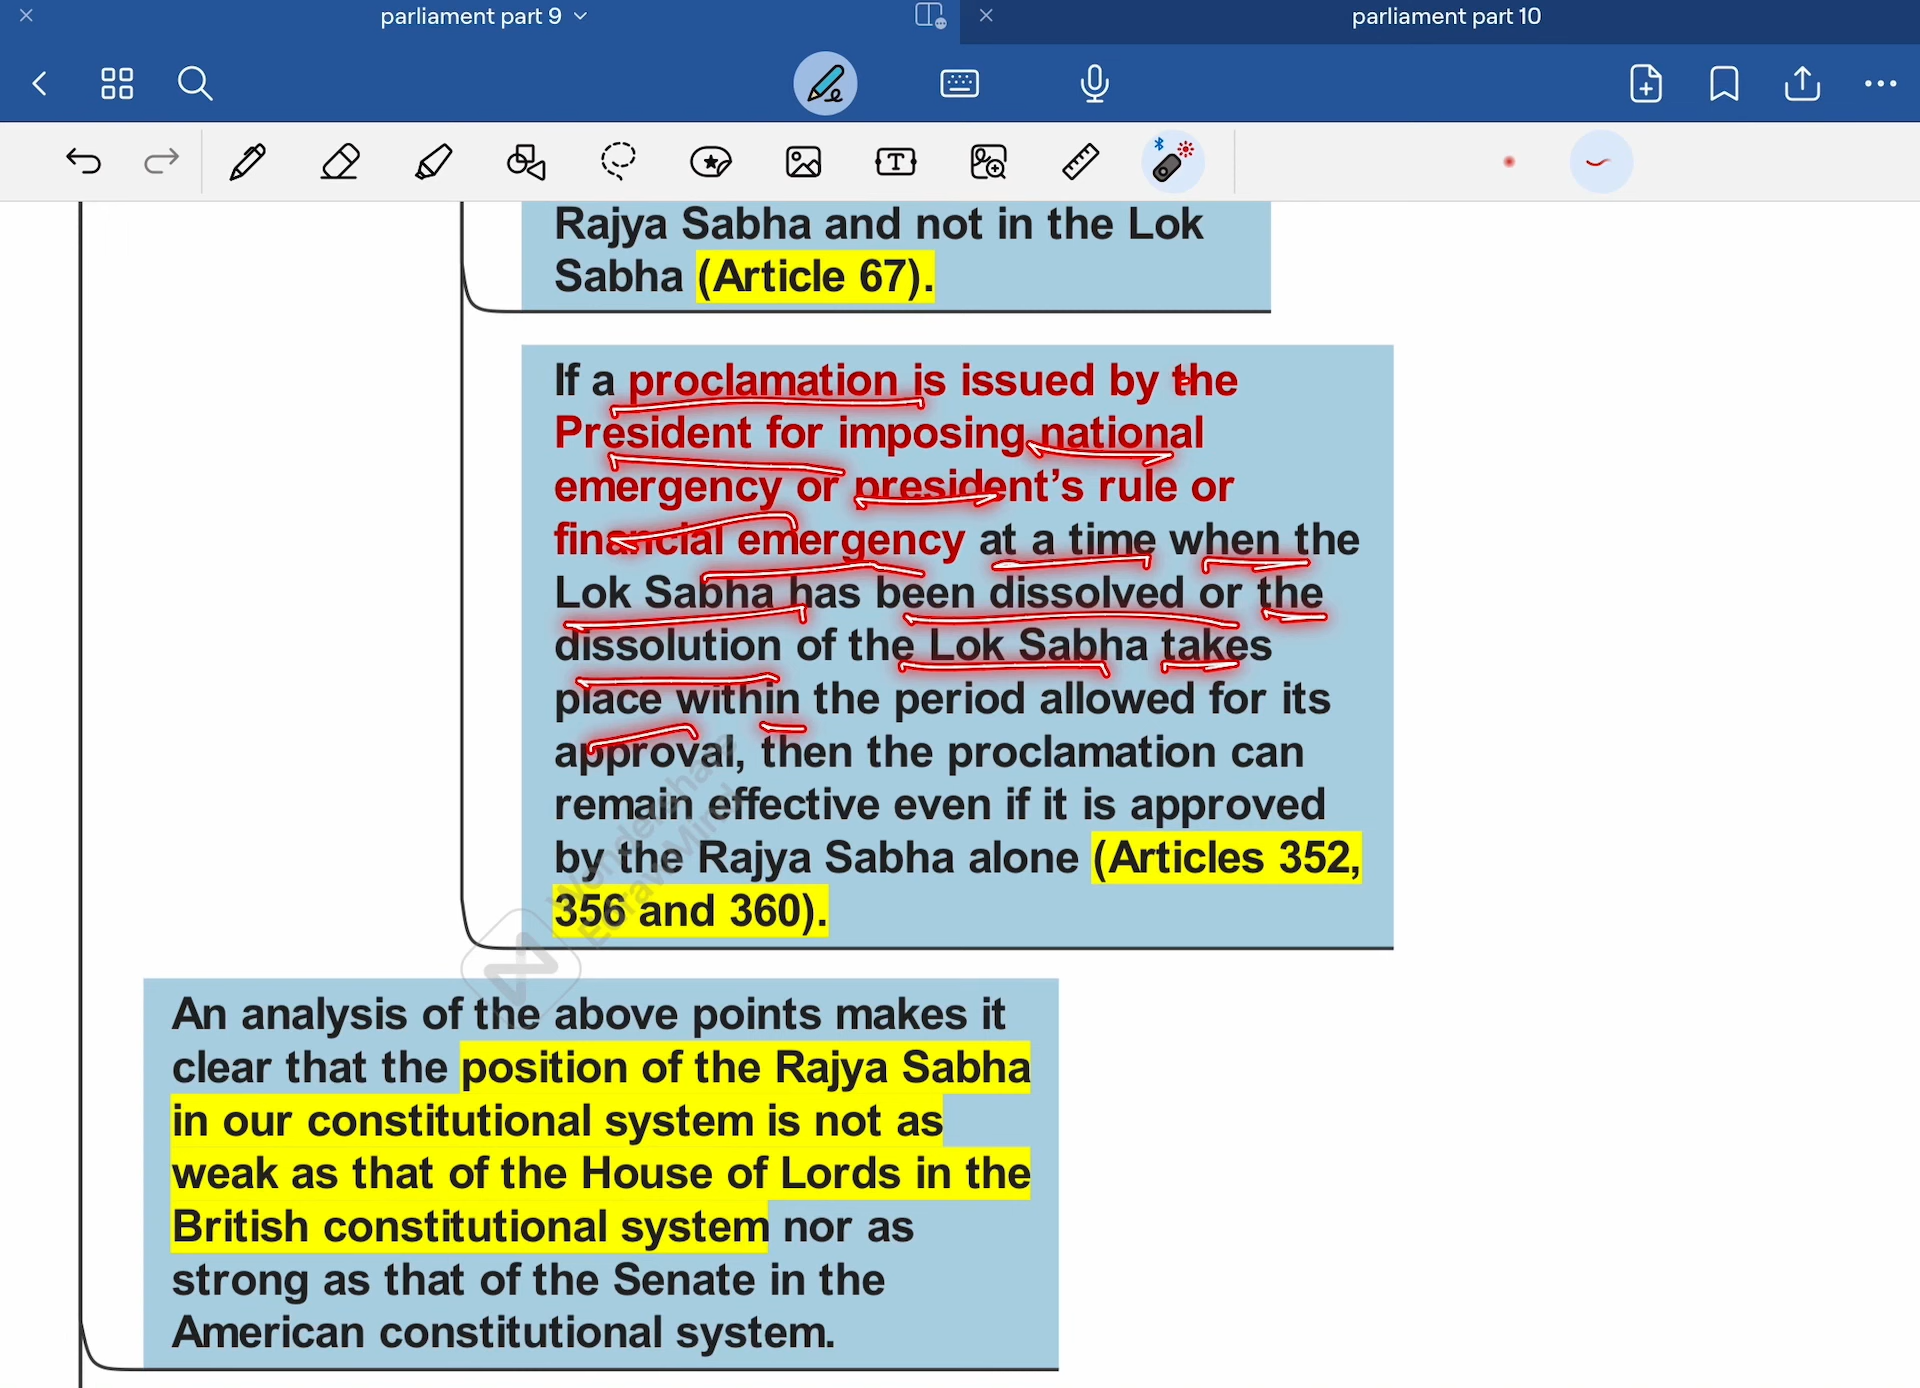 parliament part 9
parliament part 10
Rajya Sabha and not in the Lok
Sabha (Article 67).
If a proclamation is issued by the
President for imposing national
emergency or president’s rule or
financial emergency at a time when the
Lok Sabha has been dissolved or the
dissolution of the Lok Sabha takes
place within the period allowed for its
approval, then the proclamation can
remain effective even if it is approved
by the Rajya Sabha alone (Articles 352,
356 and 360).
Wondershare
EdrawMind
An analysis of the above points makes it
clear that the position of the Rajya Sabha
in our constitutional system is not as
weak as that of the House of Lords in the
British constitutional system nor as
strong as that of the Senate in the
American constitutional system.